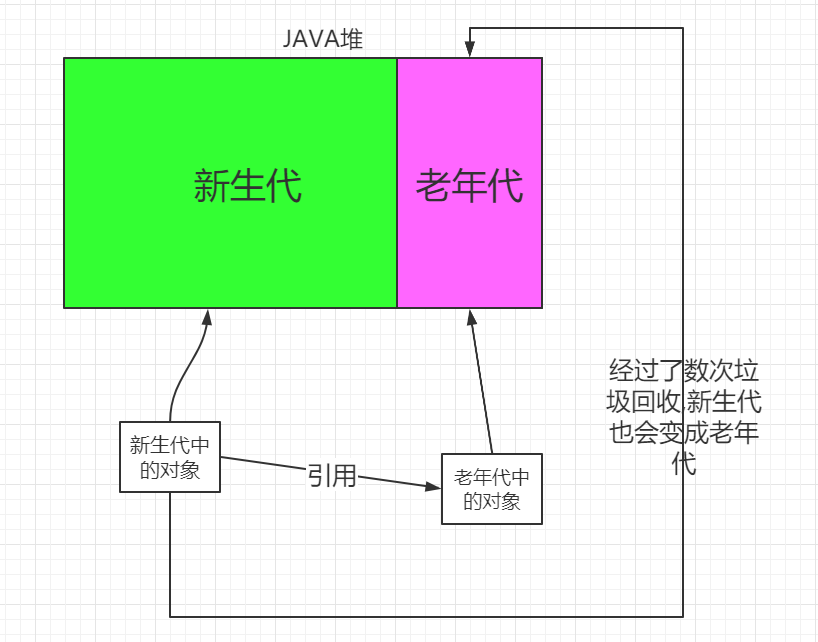 JAVA堆
新生代
老年代
经过了数次垃
圾回收,新生代
也会变成老年
代
新生代中
的对象
引用
老年代中
的对象